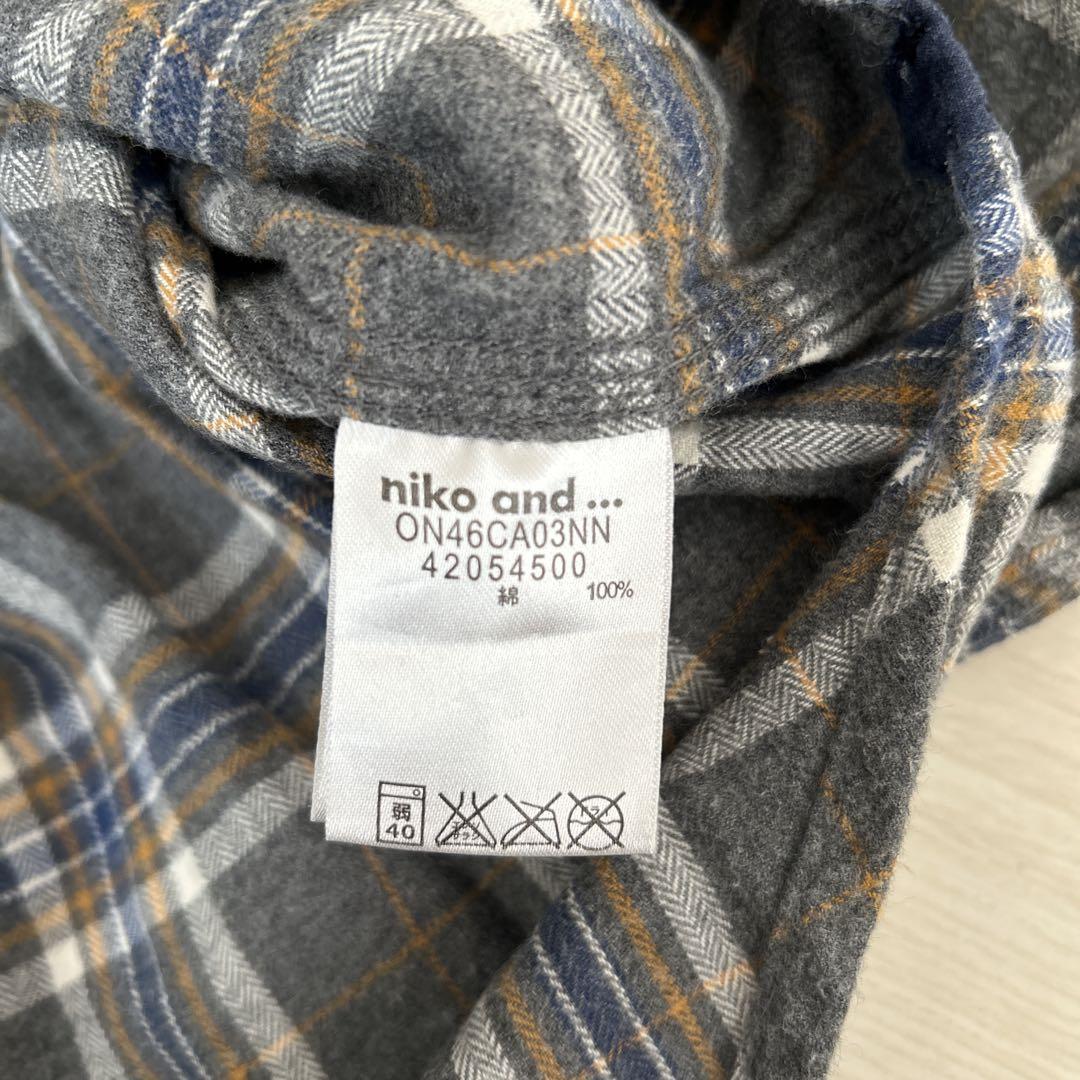 niko and ...
ON46CA03NN
42054500
綿 100%
弱
40